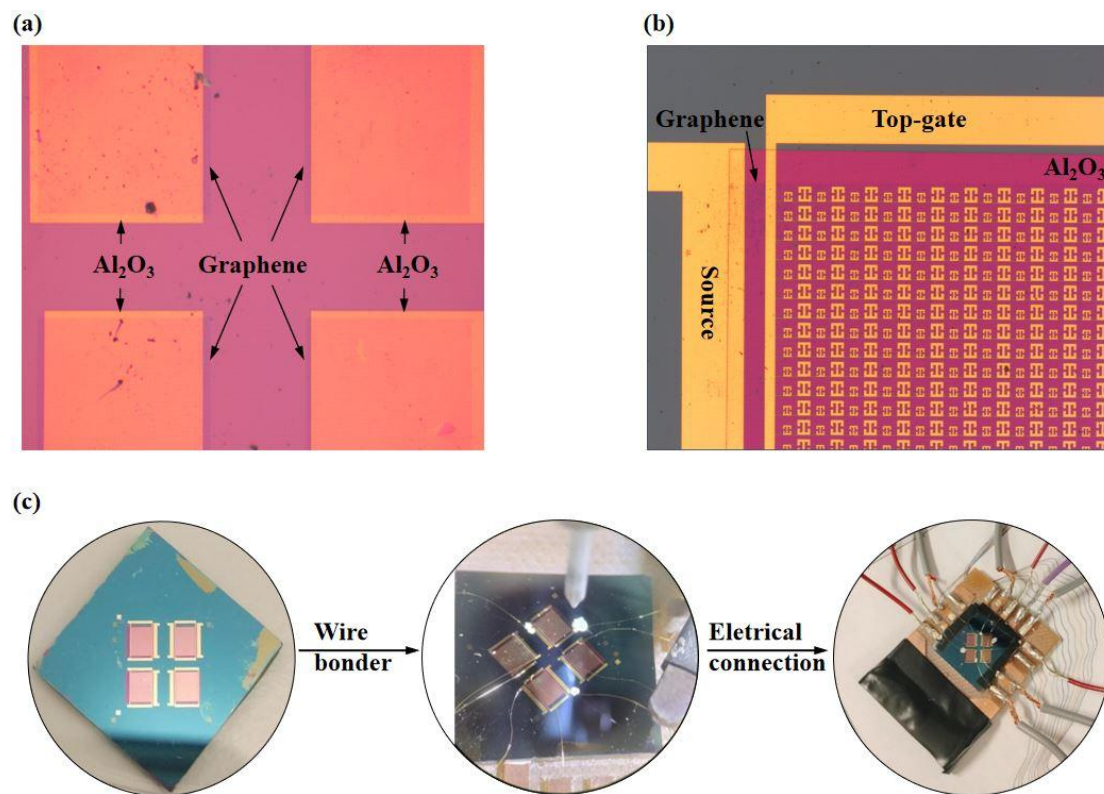 (a)
Al₂O₃
Graphene
Al₂O₃
(b)
Graphene
Top-gate
Al₂O₃
Source
(c)
Wire
bonder
Eletrical
connection